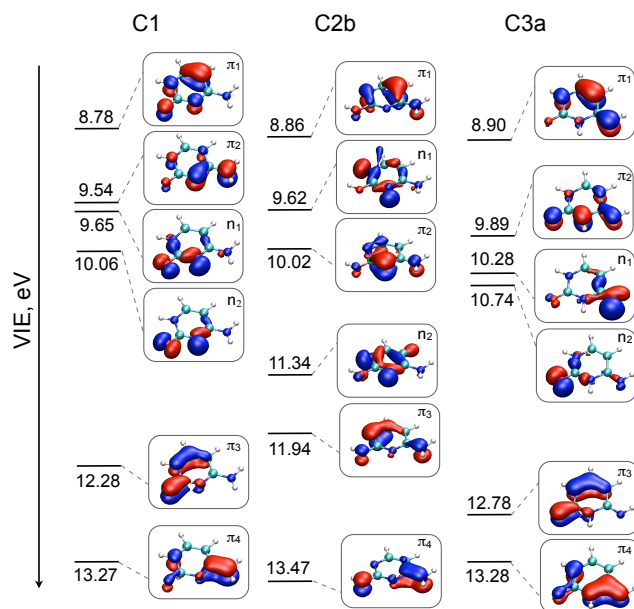 C1 C2b C3a
VIE, eV
π1
8.78
π2
9.54
9.65
n1
10.06
n2
π3
12.28
π4
13.27
π1
8.86
n1
9.62
π2
10.02
n2
11.34
π3
11.94
π4
13.47
π1
8.90
π2
9.89
n1
10.28
10.74
n2
π3
12.78
π4
13.28